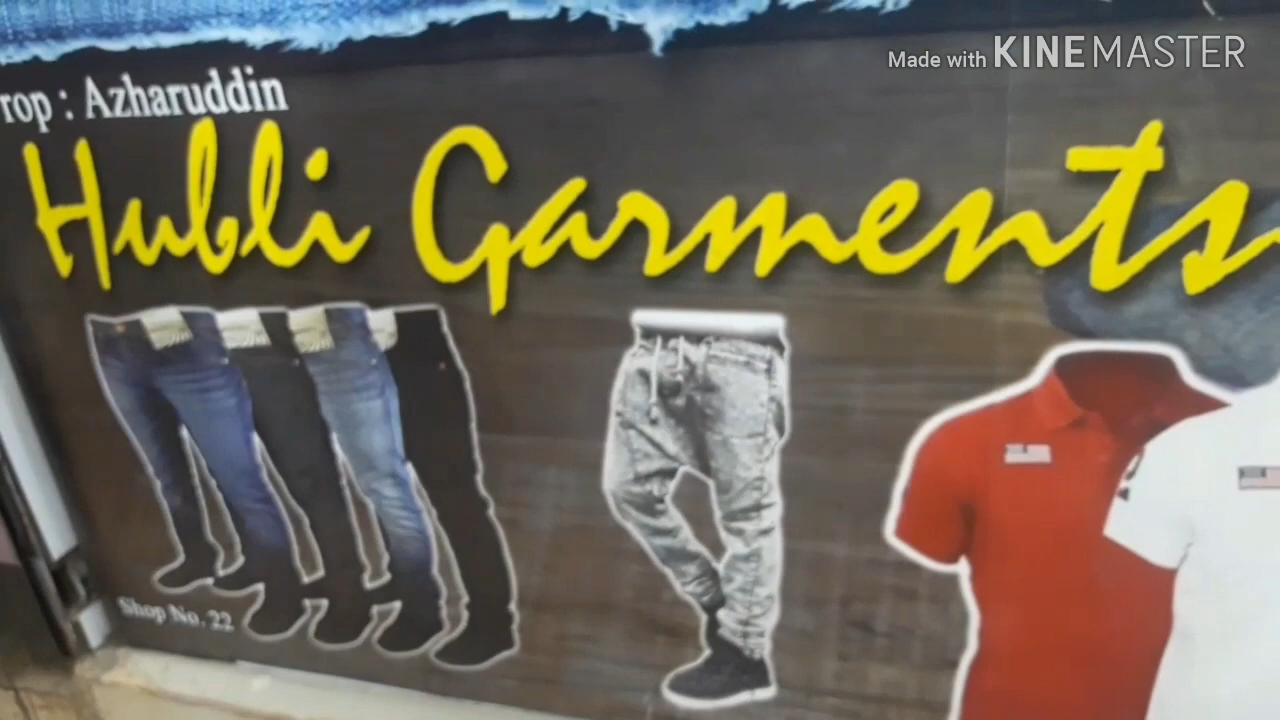 Made with KINEMASTER
rop : Azharuddin
Hubli Garments
Shop No. 22